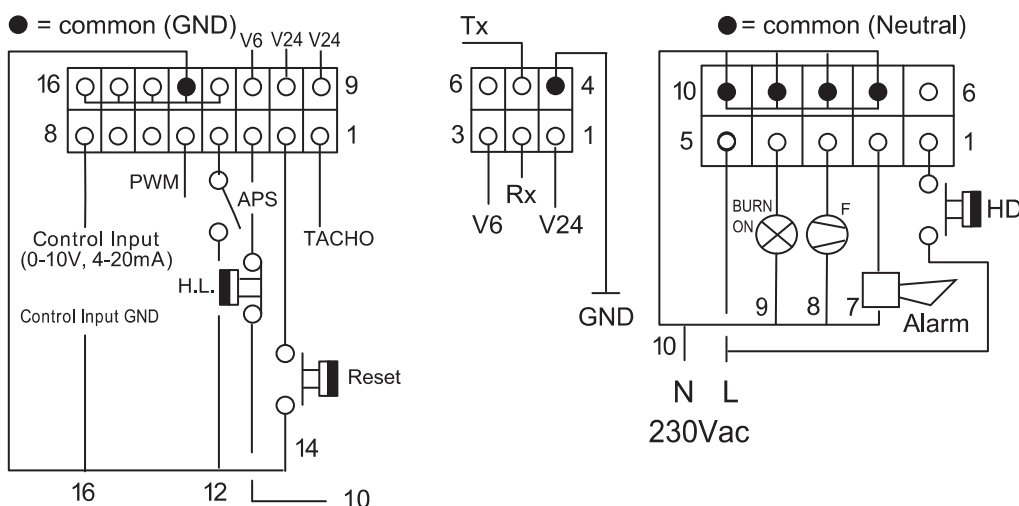 = common (GND)
V6 V24 V24
16 9
8 1
PWM
APS
TACHO
Control Input
(0-10V, 4-20mA)
H.L.
Control Input GND
Reset
14
16 12 10
Tx
6 4
3 1
Rx
V6 V24
GND
= common (Neutral)
10 6
5 1
BURN
ON
F
HD
9 8 7
Alarm
10
N L
230Vac